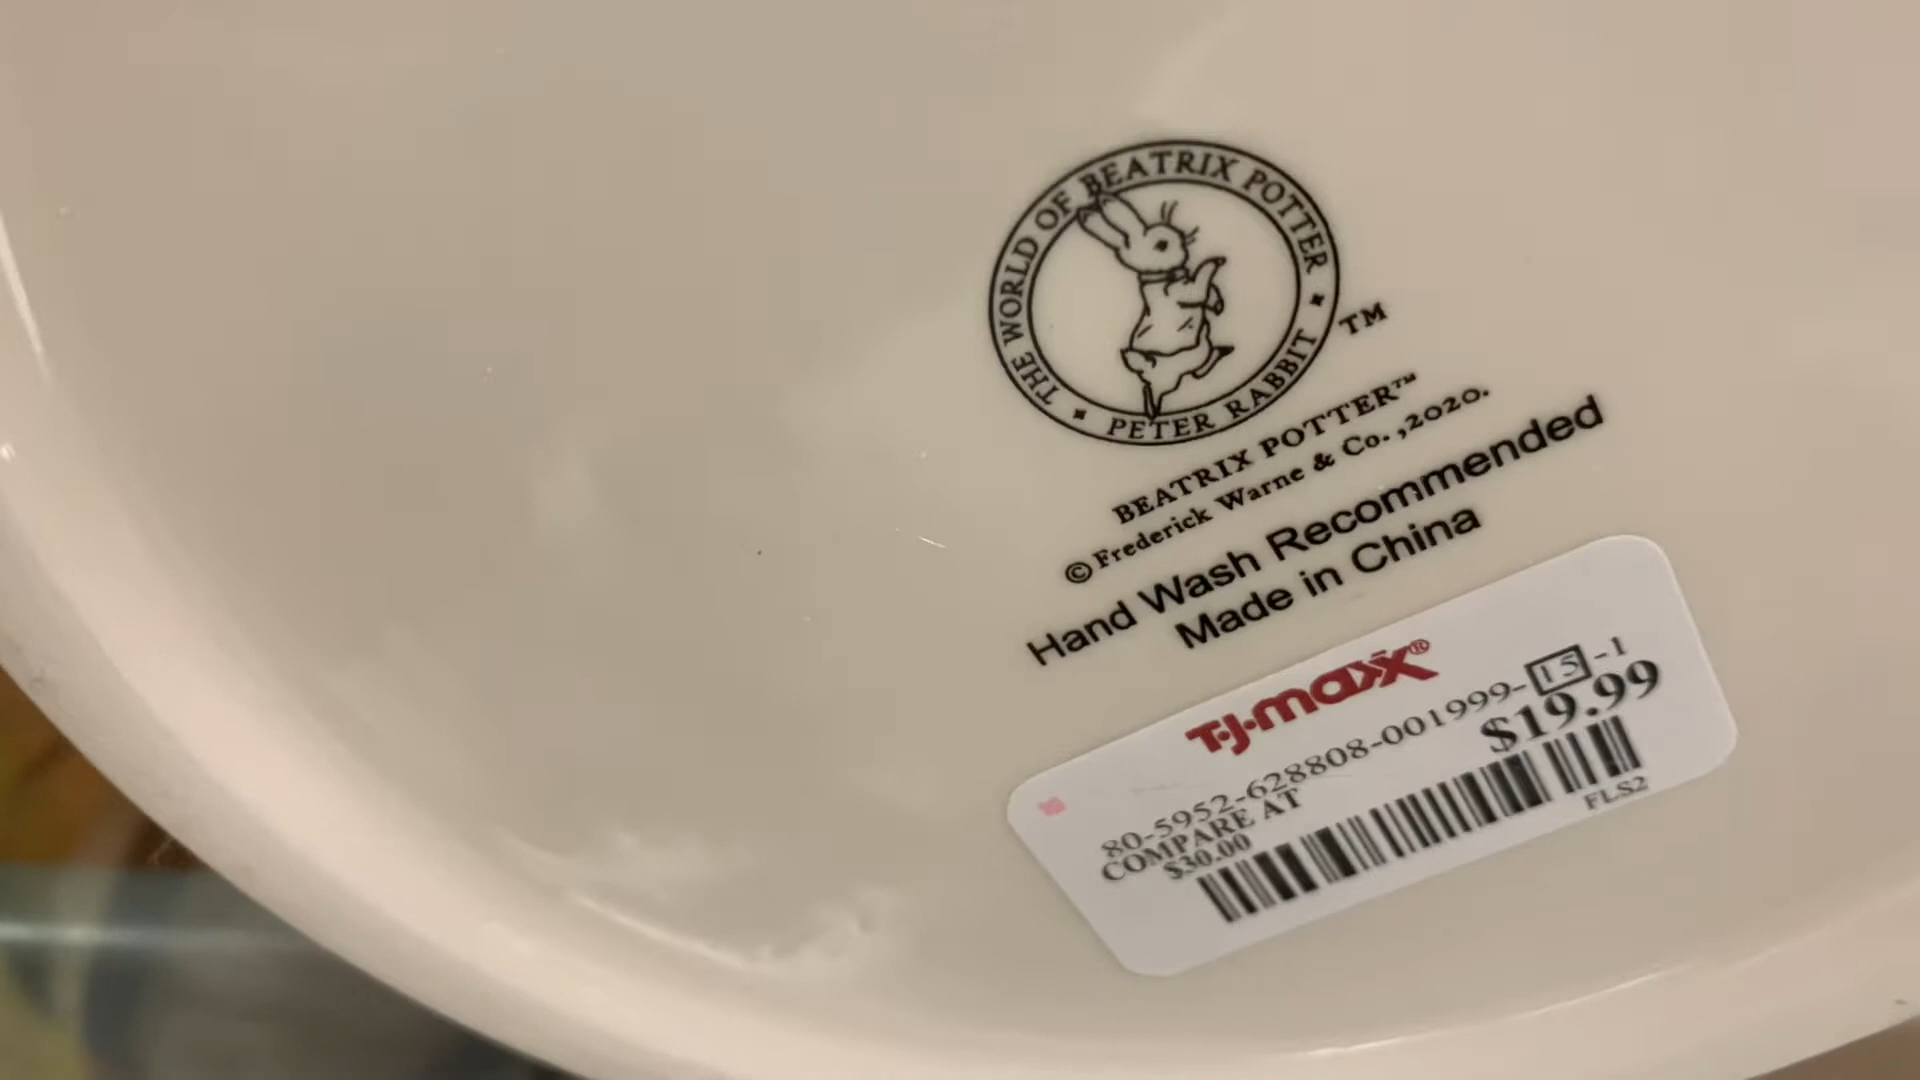 THE WORLD OF BEATRIX POTTER
PETER RABBIT
TM
BEATRIX POTTER™
© Frederick Warne & Co. ,2020.
Hand Wash Recommended
Made in China
T·J·maxx®
80-5952-628808-001999-15-1
$19.99
COMPARE AT
$30.00
FLS2